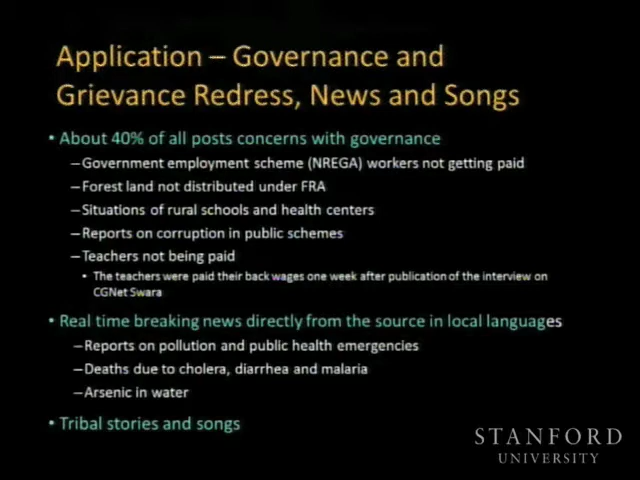 Application – Governance and
Grievance Redress, News and Songs
• About 40% of all posts concerns with governance
–Government employment scheme (NREGA) workers not getting paid
–Forest land not distributed under FRA
–Situations of rural schools and health centers
–Reports on corruption in public schemes
–Teachers not being paid
• The teachers were paid their back wages one week after publication of the interview on
CGNet Swara
• Real time breaking news directly from the source in local languages
–Reports on pollution and public health emergencies
–Deaths due to cholera, diarrhea and malaria
–Arsenic in water
• Tribal stories and songs
STANFORD
UNIVERSITY